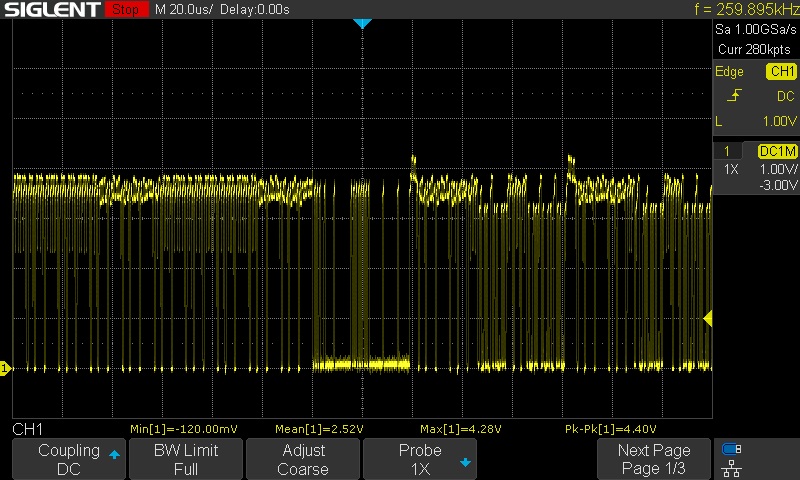 SIGLENT Stop M 20.0us/ Delay:0.00s f = 259.895kHz
Sa 1.00GSa/s
Curr 280kpts
Edge CH1
DC
L 1.00V
1 DC1M
1X 1.00V/
-3.00V
1
CH1 Min[1]=-120.00mV Mean[1]=2.52V Max[1]=4.28V Pk-Pk[1]=4.40V
Coupling BW Limit Adjust Probe Next Page
DC Full Coarse 1X Page 1/3